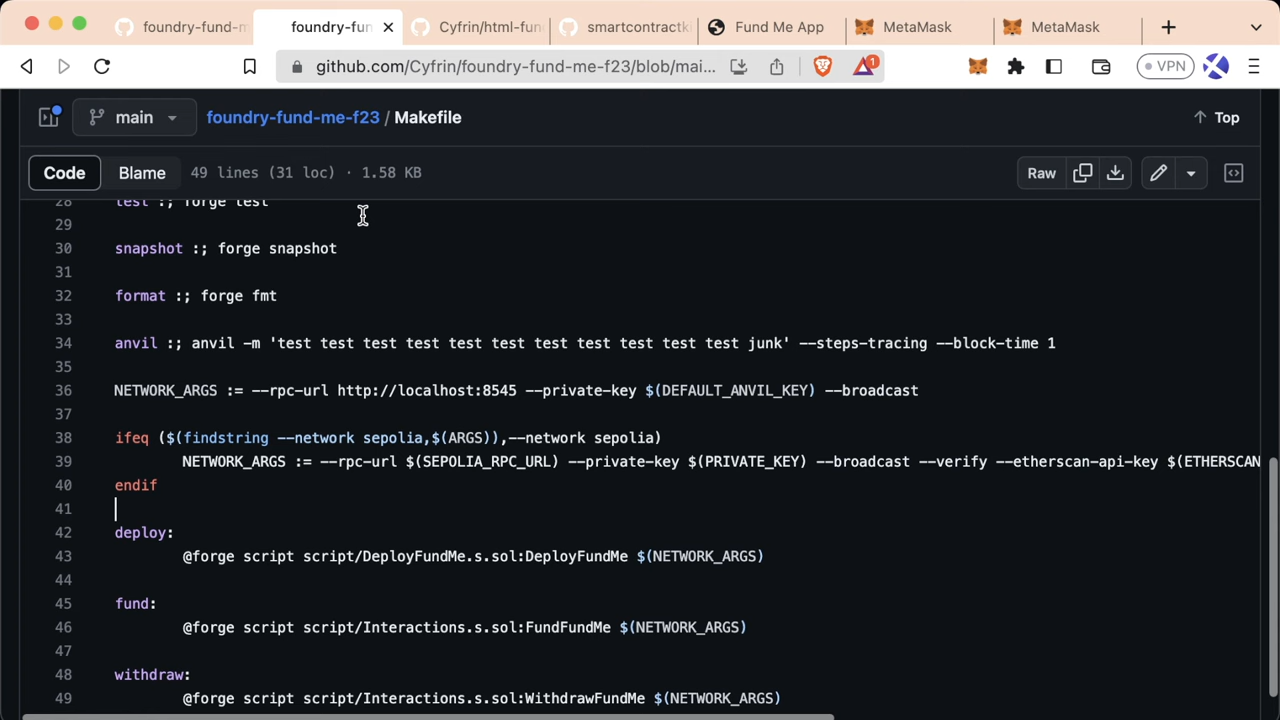 foundry-fund-m
foundry-fun
Cyfrin/html-fun
smartcontractki
Fund Me App
MetaMask
MetaMask
github.com/Cyfrin/foundry-fund-me-f23/blob/mai...
1
VPN
main
foundry-fund-me-f23 / Makefile
Top
Code
Blame
49 lines (31 loc) · 1.58 KB
Raw
28 test :; forge test
29
30 snapshot :; forge snapshot
31
32 format :; forge fmt
33
34 anvil :; anvil -m 'test test test test test test test test test test test junk' --steps-tracing --block-time 1
35
36 NETWORK_ARGS := --rpc-url http://localhost:8545 --private-key $(DEFAULT_ANVIL_KEY) --broadcast
37
38 ifeq ($(findstring --network sepolia,$(ARGS)),--network sepolia)
39 NETWORK_ARGS := --rpc-url $(SEPOLIA_RPC_URL) --private-key $(PRIVATE_KEY) --broadcast --verify --etherscan-api-key $(ETHERSCAN
40 endif
41
42 deploy:
43 @forge script script/DeployFundMe.s.sol:DeployFundMe $(NETWORK_ARGS)
44
45 fund:
46 @forge script script/Interactions.s.sol:FundFundMe $(NETWORK_ARGS)
47
48 withdraw:
49 @forge script script/Interactions.s.sol:WithdrawFundMe $(NETWORK_ARGS)